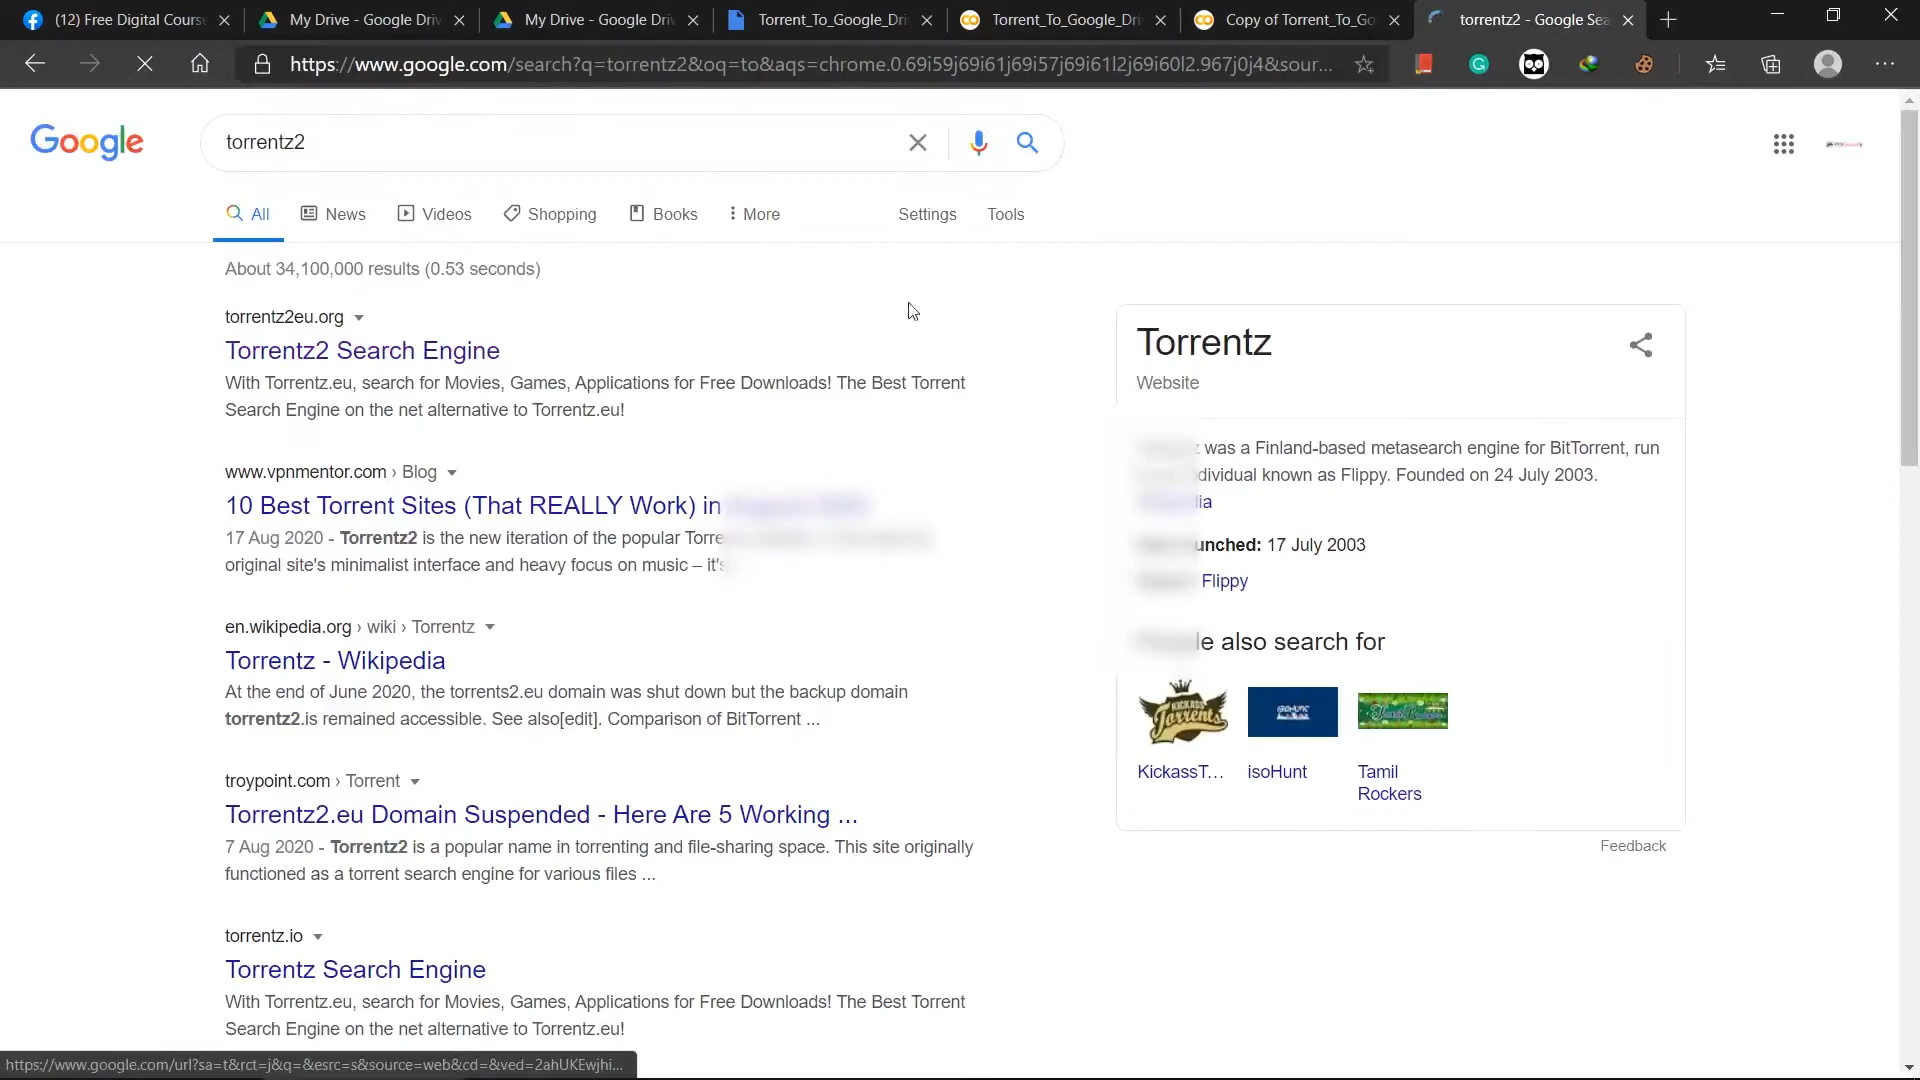 (12) Free Digital Course
My Drive - Google Dri
My Drive - Google Dri
Torrent_To_Google_Dri
Torrent_To_Google_Dri
Copy of Torrent_To_Go
torrentz2 - Google Sea
https://www.google.com/search?q=torrentz2&oq=to&aqs=chrome.0.69i59j69i61j69i57j69i61l2j69i60l2.967j0j4&sour...
Google
torrentz2
All
News
Videos
Shopping
Books
More
Settings
Tools
About 34,100,000 results (0.53 seconds)
torrentz2eu.org
Torrentz2 Search Engine
With Torrentz.eu, search for Movies, Games, Applications for Free Downloads! The Best Torrent
Search Engine on the net alternative to Torrentz.eu!
www.vpnmentor.com › Blog
10 Best Torrent Sites (That REALLY Work) in
17 Aug 2020 - Torrentz2 is the new iteration of the popular
original site's minimalist interface and heavy focus on music – it's
en.wikipedia.org › wiki › Torrentz
Torrentz - Wikipedia
At the end of June 2020, the torrents2.eu domain was shut down but the backup domain
torrentz2.is remained accessible. See also[edit]. Comparison of BitTorrent ...
troypoint.com › Torrent
Torrentz2.eu Domain Suspended - Here Are 5 Working ...
7 Aug 2020 - Torrentz2 is a popular name in torrenting and file-sharing space. This site originally
functioned as a torrent search engine for various files ...
torrentz.io
Torrentz Search Engine
With Torrentz.eu, search for Movies, Games, Applications for Free Downloads! The Best Torrent
Search Engine on the net alternative to Torrentz.eu!
Torrentz
Website
was a Finland-based metasearch engine for BitTorrent, run
individual known as Flippy. Founded on 24 July 2003.
17 July 2003
Flippy
also search for
KICKASS
Torrents
KickassT...
isoHunt
Tamil
Rockers
Feedback
https://www.google.com/url?sa=t&rct=j&q=&esrc=s&source=web&cd=&ved=2ahUKEwjhi...